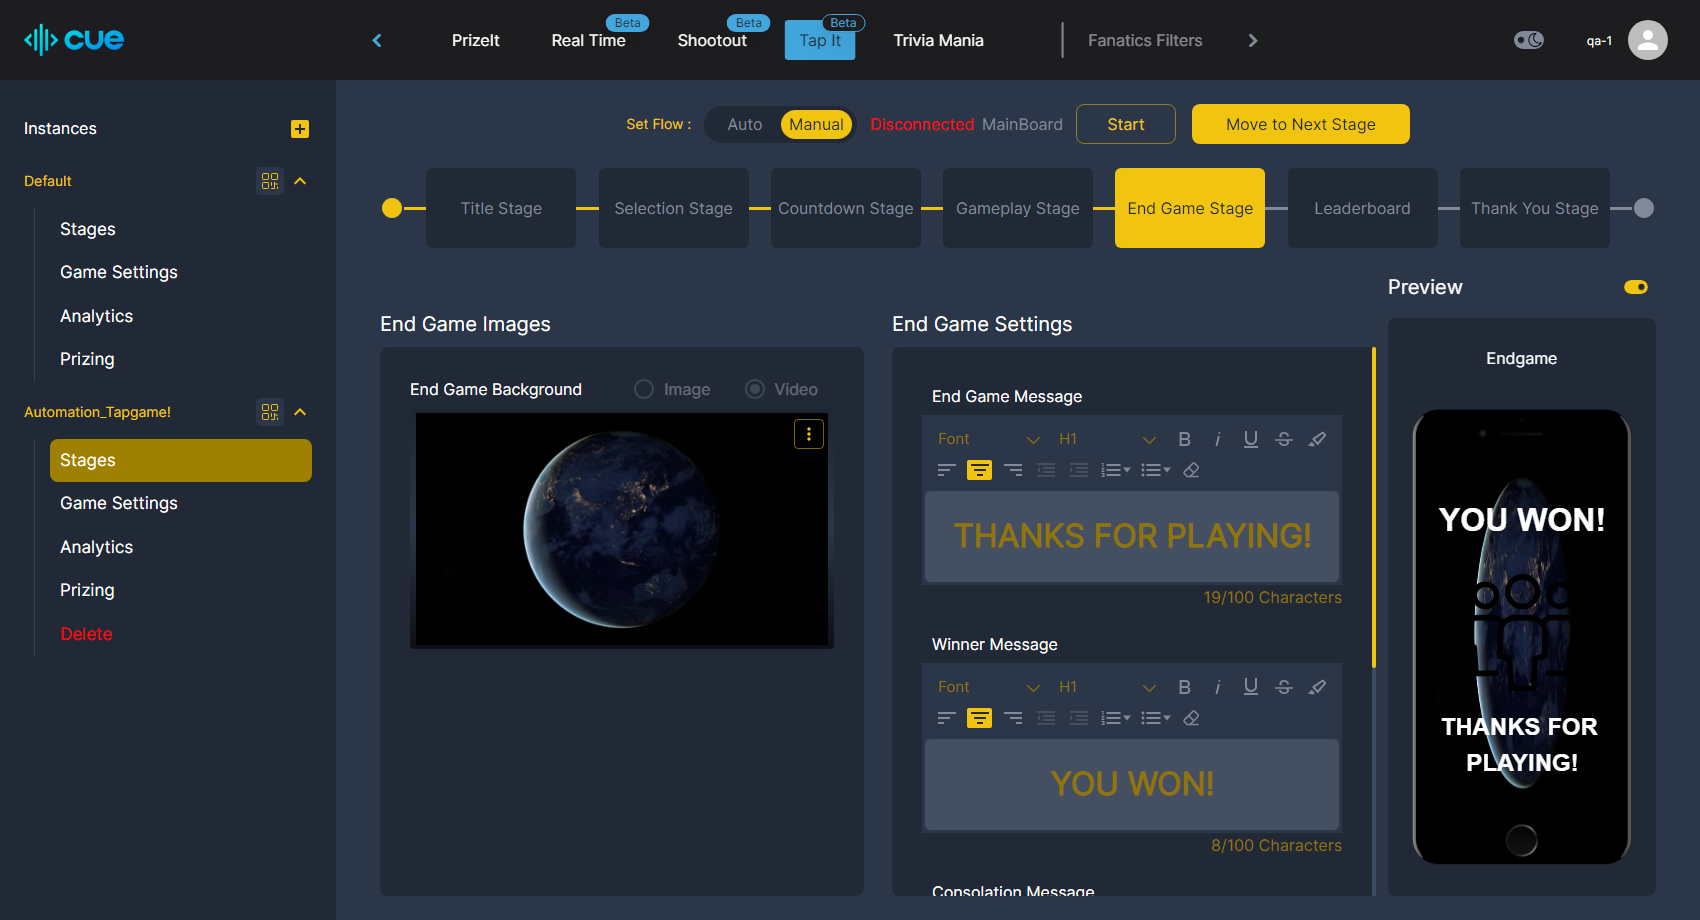 cue
PrizeIt
Real Time
Beta
Shootout
Beta
Tap It
Beta
Trivia Mania
Fanatics Filters
qa-1
Instances
Default
Stages
Game Settings
Analytics
Prizing
Automation_Tapgame!
Stages
Game Settings
Analytics
Prizing
Delete
Set Flow :
Auto
Manual
Disconnected MainBoard
Start
Move to Next Stage
Title Stage
Selection Stage
Countdown Stage
Gameplay Stage
End Game Stage
Leaderboard
Thank You Stage
End Game Images
End Game Background
Image
Video
End Game Settings
End Game Message
Font
H1
B
i
U
S
THANKS FOR PLAYING!
19/100 Characters
Winner Message
Font
H1
B
i
U
S
YOU WON!
8/100 Characters
Consolation Message
Preview
Endgame
YOU WON!
THANKS FOR
PLAYING!